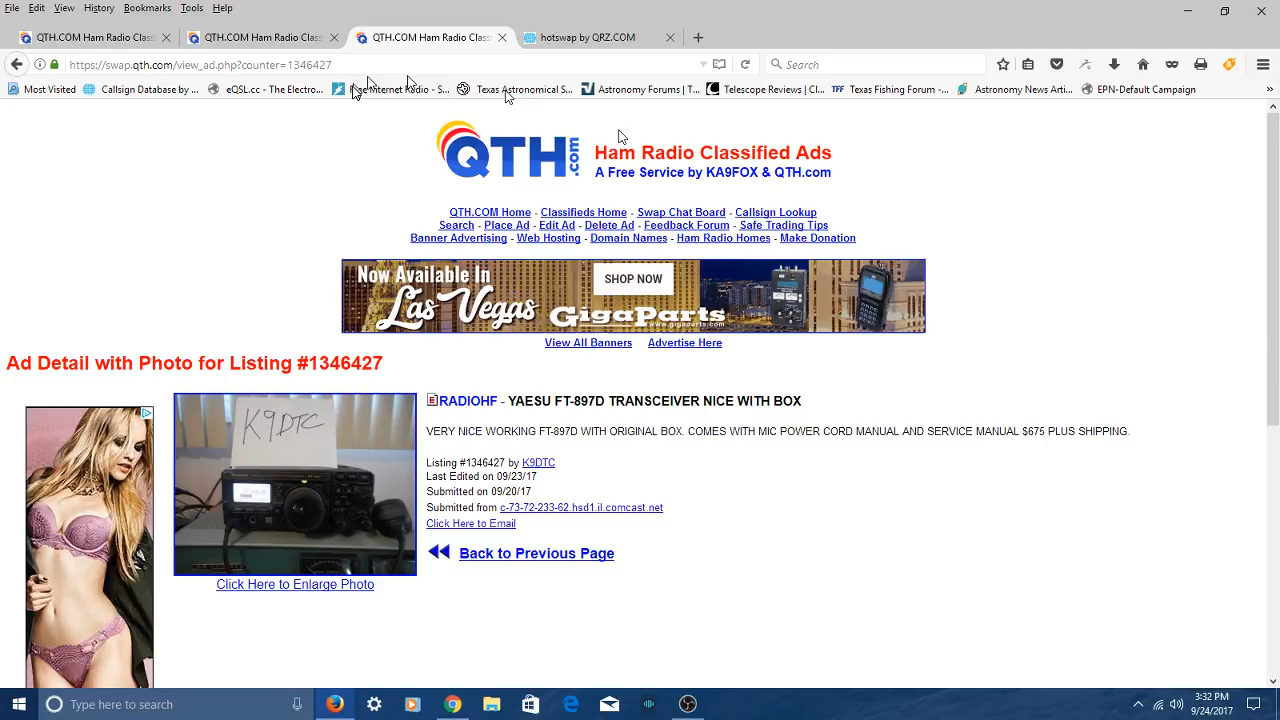 File Edit View History Bookmarks Tools Help
QTH.COM Ham Radio Classifi
QTH.COM Ham Radio Classifi
QTH.COM Ham Radio Classi
hotswap by QRZ.COM
https://swap.qth.com/view_ad.php?counter=1346427
Search
Most Visited
Callsign Database by ...
eQSL.cc - The Electro...
Internet Radio - S...
Texas Astronomical S...
Astronomy Forums | T...
Telescope Reviews | C...
TFF Texas Fishing Forum - ...
Astronomy News Arti...
EPN-Default Campaign
QTH.com
Ham Radio Classified Ads
A Free Service by KA9FOX & QTH.com
QTH.COM Home - Classifieds Home - Swap Chat Board - Callsign Lookup
Search - Place Ad - Edit Ad - Delete Ad - Feedback Forum - Safe Trading Tips
Banner Advertising - Web Hosting - Domain Names - Ham Radio Homes - Make Donation
Now Available In
Las Vegas
SHOP NOW
GigaParts
www.gigaparts.com
View All Banners Advertise Here
Ad Detail with Photo for Listing #1346427
K9DTC
Click Here to Enlarge Photo
RADIOHF - YAESU FT-897D TRANSCEIVER NICE WITH BOX
VERY NICE WORKING FT-897D WITH ORIGINAL BOX. COMES WITH MIC POWER CORD MANUAL AND SERVICE MANUAL $675 PLUS SHIPPING.
Listing #1346427 by K9DTC
Last Edited on 09/23/17
Submitted on 09/20/17
Submitted from c-73-72-233-62.hsd1.il.comcast.net
Click Here to Email
Back to Previous Page
Type here to search
3:32 PM
9/24/2017